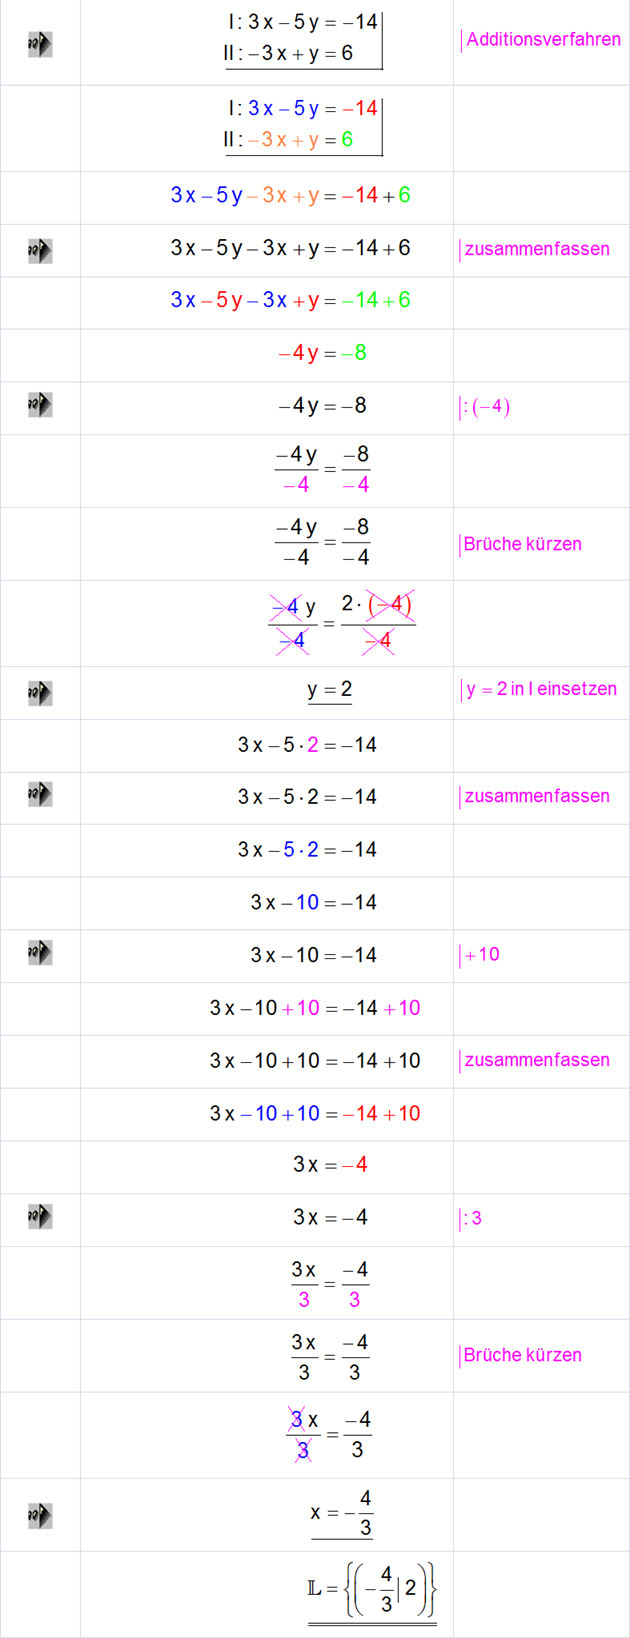 I: 3x − 5y = −14 |Additionsverfahren
II: −3x + y = 6
I: 3x − 5y = −14
II: −3x + y = 6
3x − 5y − 3x + y = −14 + 6
3x − 5y − 3x + y = −14 + 6 |zusammenfassen
3x − 5y − 3x + y = −14 + 6
−4y = −8
−4y = −8 |: (−4)
−4y/−4 = −8/−4
−4y/−4 = −8/−4 |Brüche kürzen
−4 y/−4 = 2 · (−4)/−4
y = 2 |y = 2 in I einsetzen
3x − 5 · 2 = −14
3x − 5 · 2 = −14 |zusammenfassen
3x − 5 · 2 = −14
3x − 10 = −14
3x − 10 = −14 |+10
3x − 10 + 10 = −14 + 10
3x − 10 + 10 = −14 + 10 |zusammenfassen
3x − 10 + 10 = −14 + 10
3x = −4
3x = −4 |: 3
3x/3 = −4/3
3x/3 = −4/3 |Brüche kürzen
3 x/3 = −4/3
x = −4/3
𝕃 = {(−4/3 | 2)}